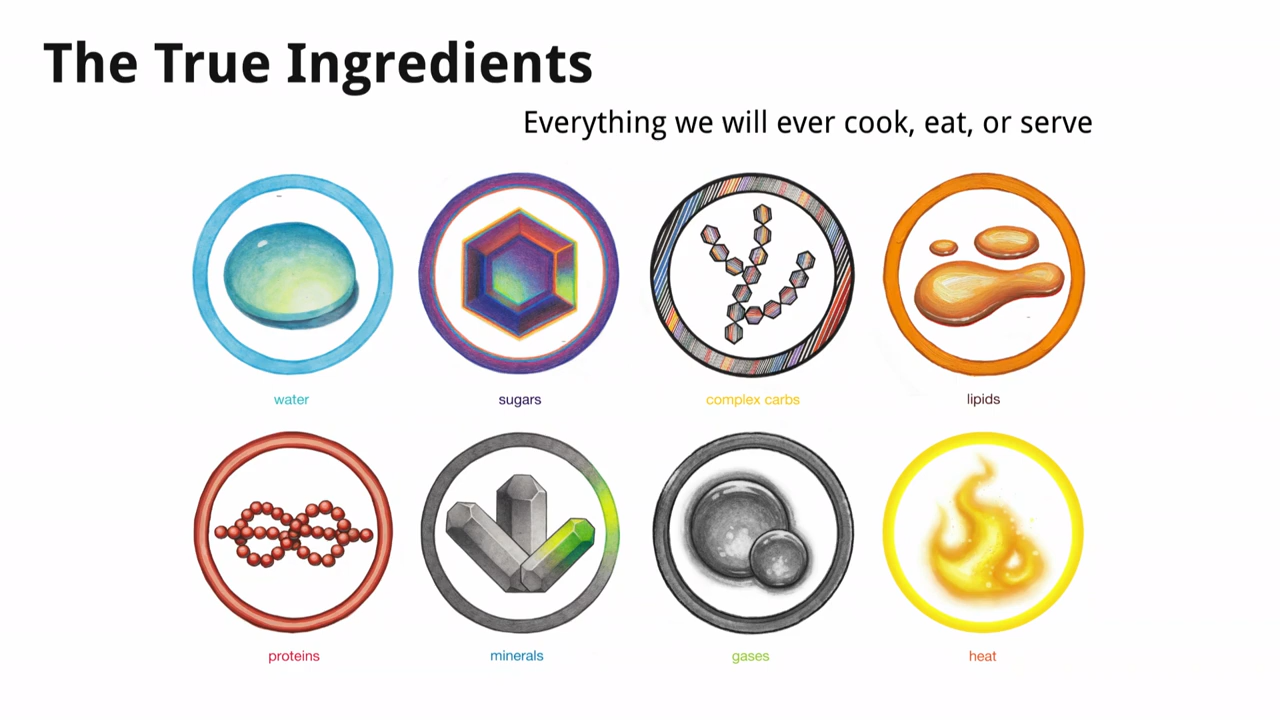 The True Ingredients
Everything we will ever cook, eat, or serve
water
sugars
complex carbs
lipids
proteins
minerals
gases
heat